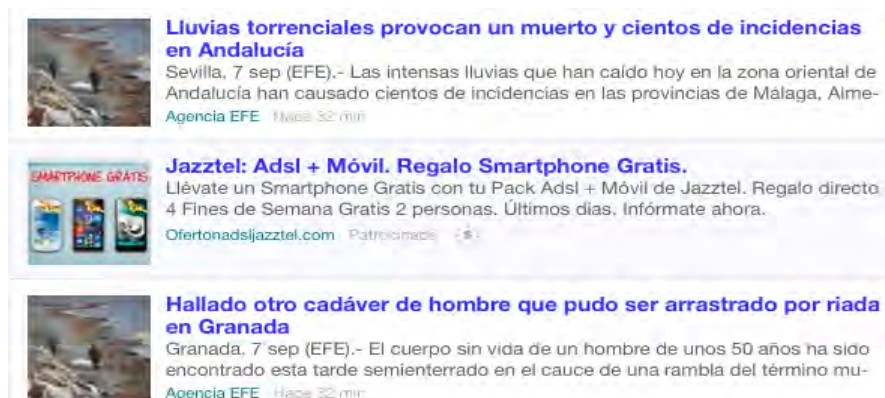 Lluvias torrenciales provocan un muerto y cientos de incidencias
en Andalucía
Sevilla, 7 sep (EFE).- Las intensas lluvias que han caído hoy en la zona oriental de
Andalucía han causado cientos de incidencias en las provincias de Málaga, Alme-
Agencia EFE Hace 32 min
SMARTPHONE GRATIS
Jazztel: Adsl + Móvil. Regalo Smartphone Gratis.
Llévate un Smartphone Gratis con tu Pack Adsl + Móvil de Jazztel. Regalo directo
4 Fines de Semana Gratis 2 personas. Últimos dias. Infórmate ahora.
Ofertonadsljazztel.com Patrocinado
Hallado otro cadáver de hombre que pudo ser arrastrado por riada
en Granada
Granada, 7 sep (EFE).- El cuerpo sin vida de un hombre de unos 50 años ha sido
encontrado esta tarde semienterrado en el cauce de una rambla del término mu-
Agencia EFE Hace 32 min